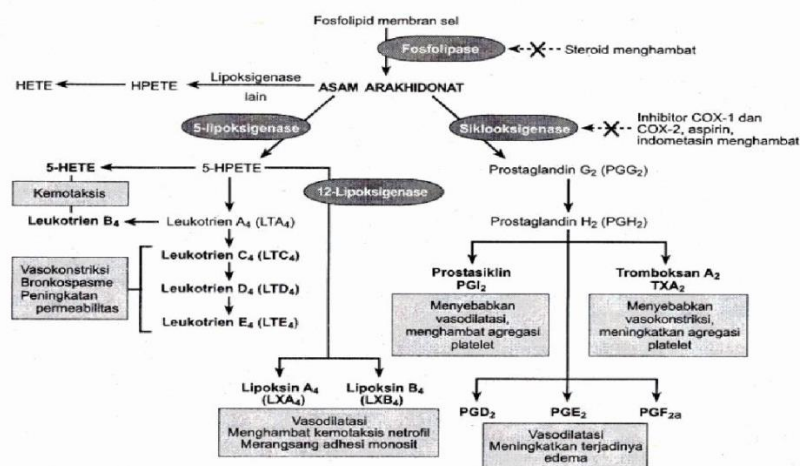 Fosfolipid membran sel
Fosfolipase
Steroid menghambat
HETE
HPETE
Lipoksigenase
lain
ASAM ARAKHIDONAT
5-lipoksigenase
Siklooksigenase
Inhibitor COX-1 dan
COX-2, aspirin,
indometasin menghambat
5-HETE
5-HPETE
12-Lipoksigenase
Prostaglandin G₂ (PGG₂)
Kemotaksis
Leukotrien B₄
Leukotrien A₄ (LTA₄)
Prostaglandin H₂ (PGH₂)
Vasokonstriksi
Bronkospasme
Peningkatan
permeabilitas
Leukotrien C₄ (LTC₄)
Leukotrien D₄ (LTD₄)
Leukotrien E₄ (LTE₄)
Prostasiklin
PGI₂
Menyebabkan
vasodilatasi,
menghambat agregasi
platelet
Tromboksan A₂
TXA₂
Menyebabkan
vasokonstriksi,
meningkatkan agregasi
platelet
Lipoksin A₄
(LXA₄)
Lipoksin B₄
(LXB₄)
Vasodilatasi
Menghambat kemotaksis netrofil
Merangsang adhesi monosit
PGD₂
PGE₂
PGF₂a
Vasodilatasi
Meningkatkan terjadinya
edema